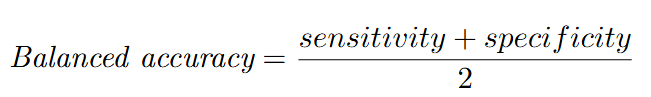 Balanced accuracy = sensitivity + specificity
2